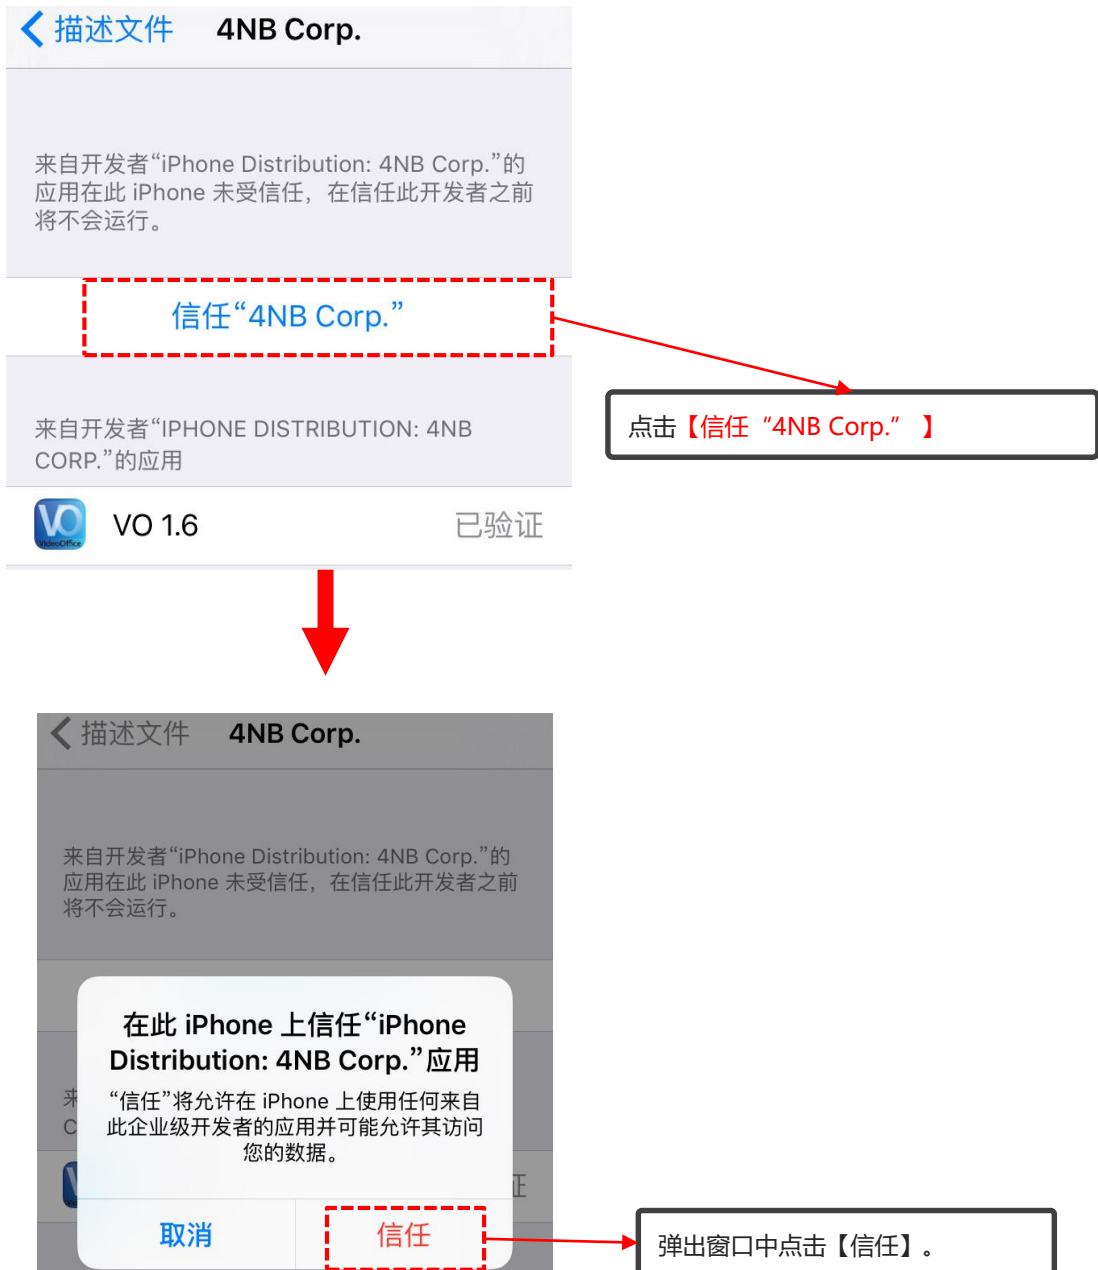 描述文件 4NB Corp.
来自开发者“iPhone Distribution: 4NB Corp.”的
应用在此 iPhone 未受信任，在信任此开发者之前
将不会运行。
信任“4NB Corp.”
点击【信任“4NB Corp.”】
来自开发者“IPHONE DISTRIBUTION: 4NB
CORP.”的应用
VO
VideoOffice
VO 1.6 已验证
描述文件 4NB Corp.
来自开发者“iPhone Distribution: 4NB Corp.”的
应用在此 iPhone 未受信任，在信任此开发者之前
将不会运行。
在此 iPhone 上信任“iPhone
Distribution: 4NB Corp.”应用
“信任”将允许在 iPhone 上使用任何来自
此企业级开发者的应用并可能允许其访问
您的数据。
取消 信任
弹出窗口中点击【信任】。